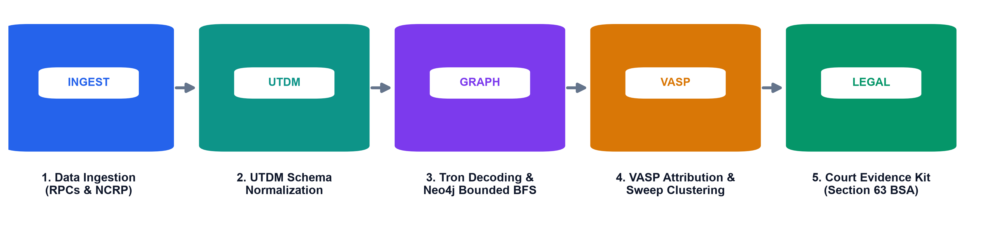 INGEST
UTDM
GRAPH
VASP
LEGAL
1. Data Ingestion
(RPCs & NCRP)
2. UTDM Schema
Normalization
3. Tron Decoding &
Neo4j Bounded BFS
4. VASP Attribution &
Sweep Clustering
5. Court Evidence Kit
(Section 63 BSA)